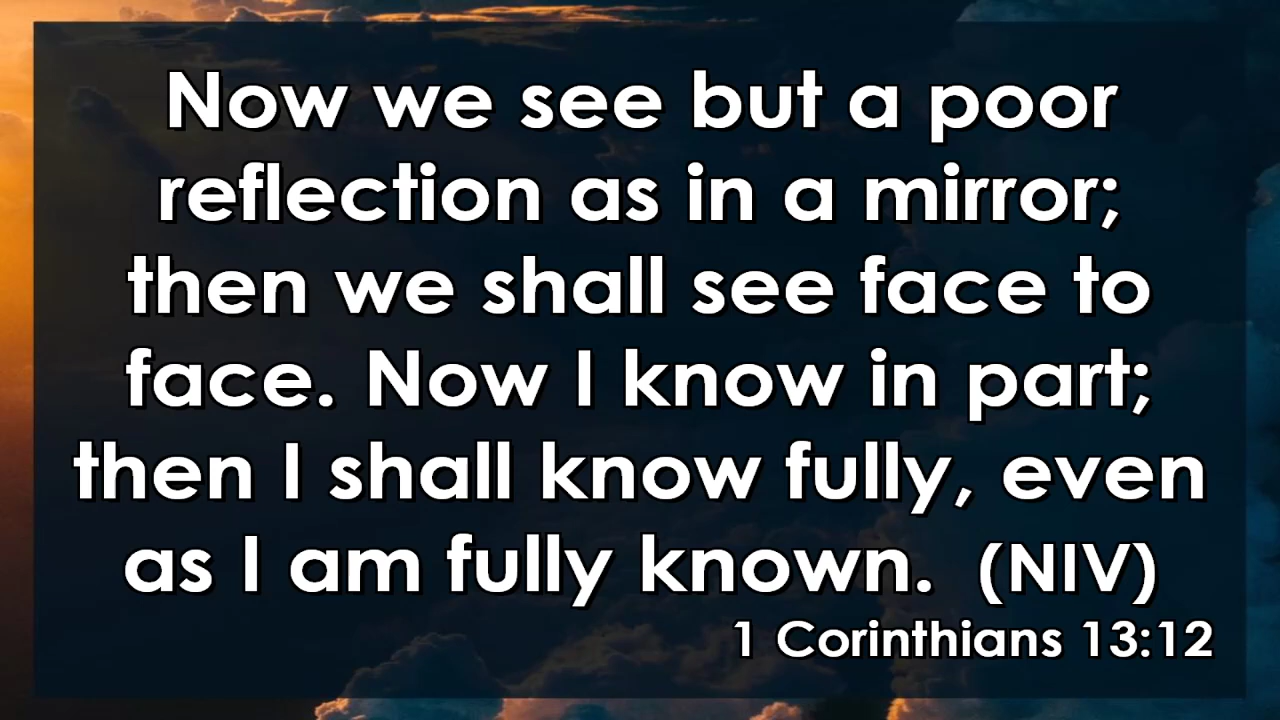 Now we see but a poor
reflection as in a mirror;
then we shall see face to
face. Now I know in part;
then I shall know fully, even
as I am fully known. (NIV)
1 Corinthians 13:12